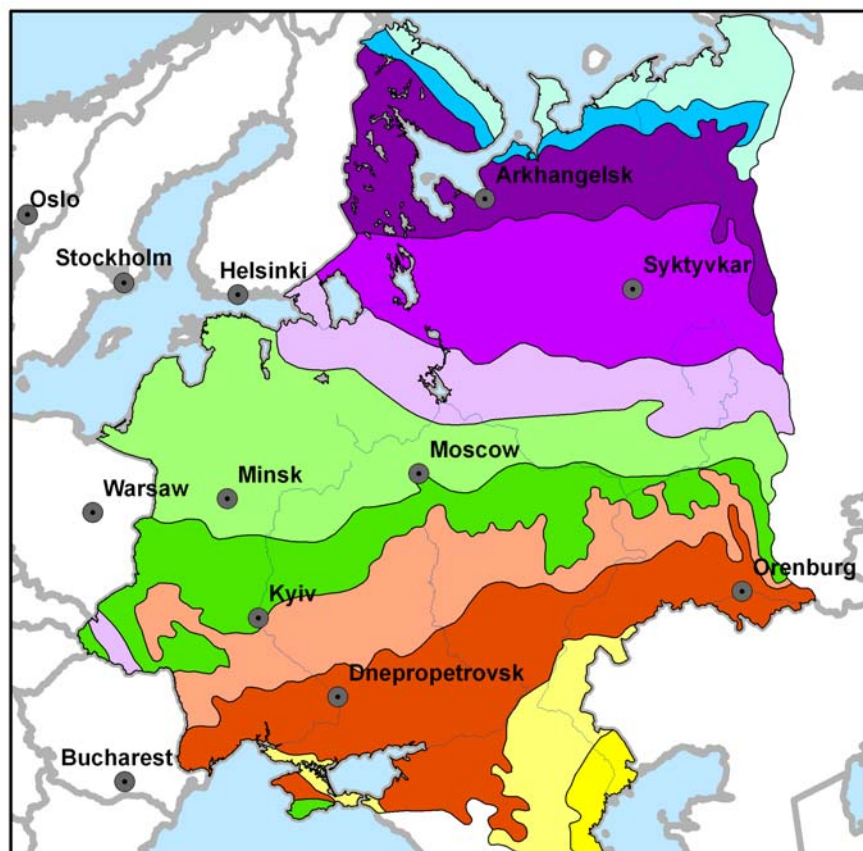 Arkhangelsk
Oslo
Stockholm
Helsinki
Syktyvkar
Moscow
Warsaw
Minsk
Kyiv
Orenburg
Dnepropetrovsk
Bucharest